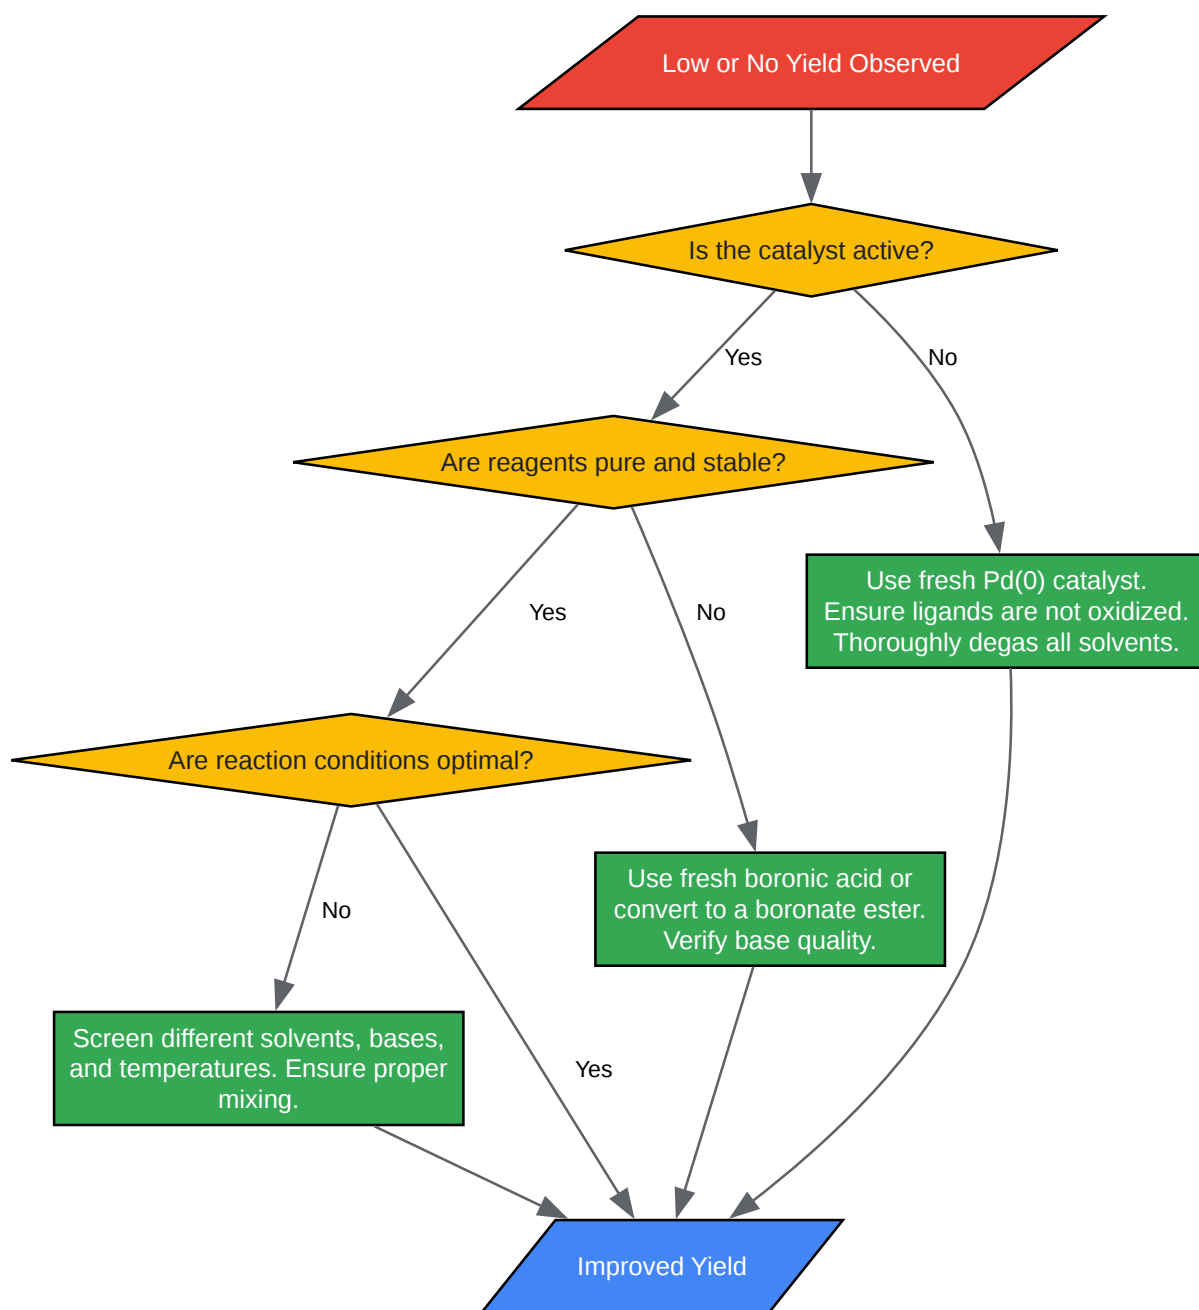 Low or No Yield Observed
Is the catalyst active?
Yes
No
Are reagents pure and stable?
Use fresh Pd(0) catalyst.
Ensure ligands are not oxidized.
Thoroughly degas all solvents.
Yes
No
Are reaction conditions optimal?
Use fresh boronic acid or
convert to a boronate ester.
Verify base quality.
No
Screen different solvents, bases,
and temperatures. Ensure proper
mixing.
Yes
Improved Yield